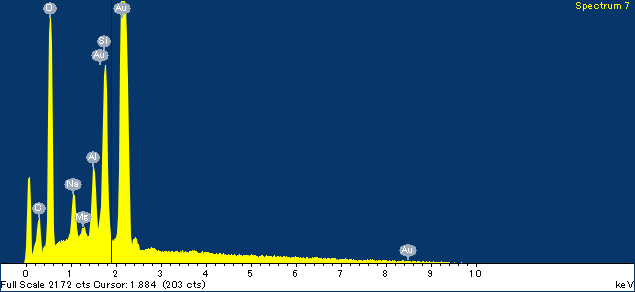 Spectrum 7
O
Au
Si
Au
Al
Na
O
Mg
Au
0 1 2 3 4 5 6 7 8 9 10
Full Scale 2172 cts Cursor: 1.884 (203 cts) keV